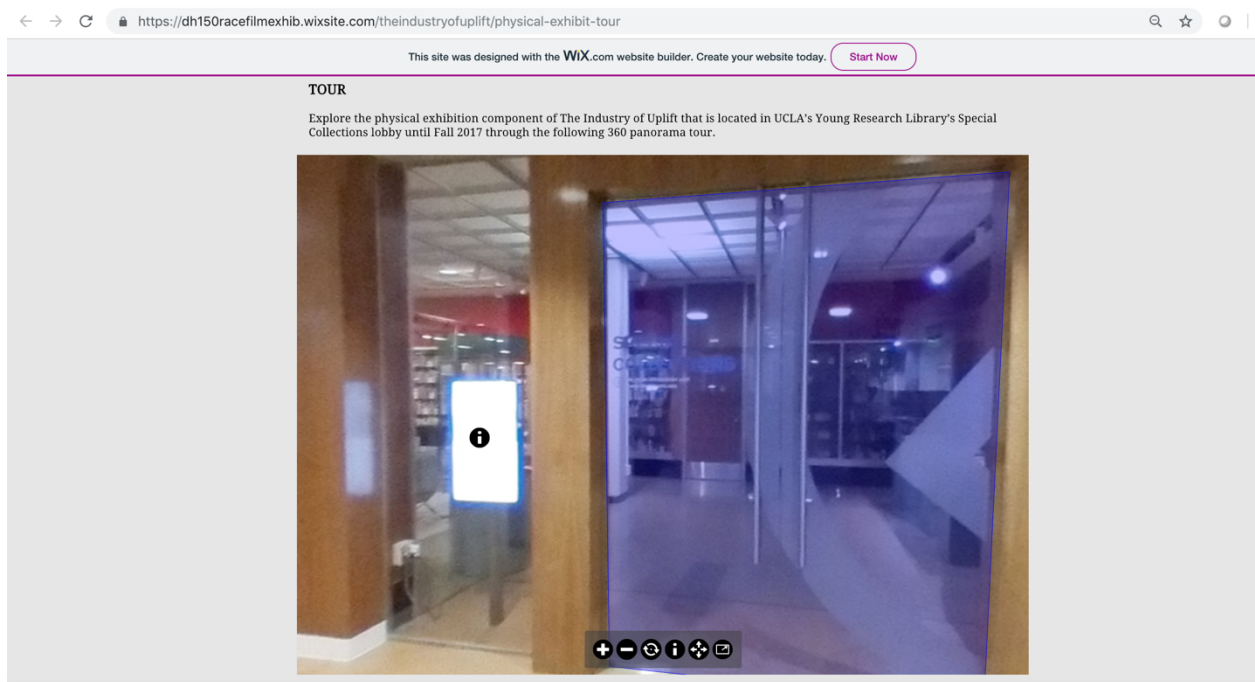 https://dh150racefilmexhib.wixsite.com/theindustryofuplift/physical-exhibit-tour
This site was designed with the WiX.com website builder. Create your website today. Start Now
TOUR
Explore the physical exhibition component of The Industry of Uplift that is located in UCLA's Young Research Library's Special
Collections lobby until Fall 2017 through the following 360 panorama tour.